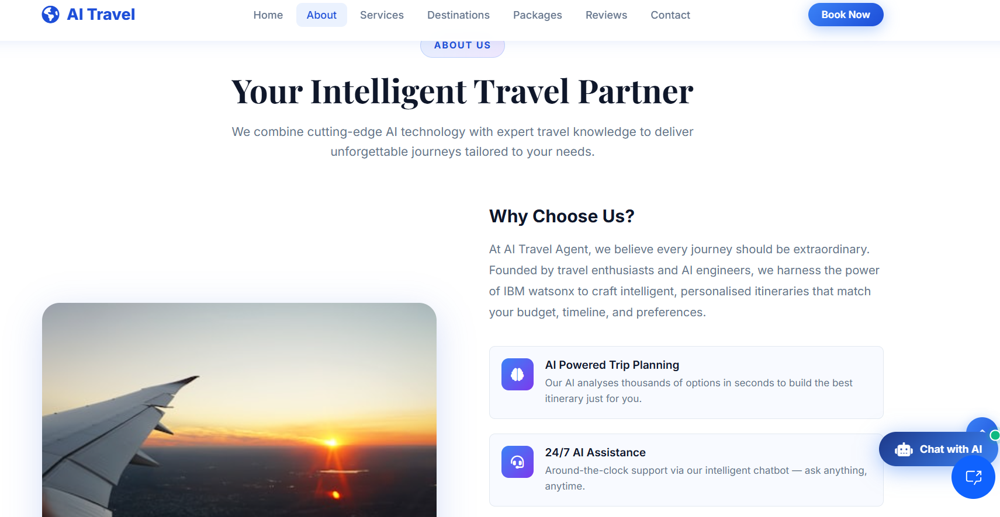 AI Travel
Home
About
Services
Destinations
Packages
Reviews
Contact
Book Now
ABOUT US
Your Intelligent Travel Partner
We combine cutting-edge AI technology with expert travel knowledge to deliver
unforgettable journeys tailored to your needs.
Why Choose Us?
At AI Travel Agent, we believe every journey should be extraordinary.
Founded by travel enthusiasts and AI engineers, we harness the power
of IBM watsonx to craft intelligent, personalised itineraries that match
your budget, timeline, and preferences.
AI Powered Trip Planning
Our AI analyses thousands of options in seconds to build the best
itinerary just for you.
24/7 AI Assistance
Around-the-clock support via our intelligent chatbot — ask anything,
anytime.
Chat with AI